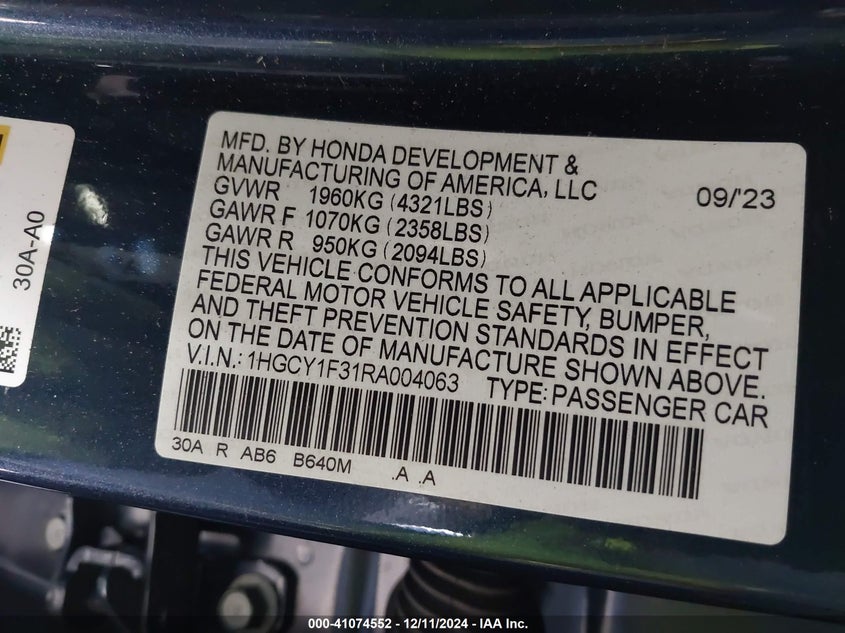 30A-A0
MFD. BY HONDA DEVELOPMENT &
MANUFACTURING OF AMERICA, LLC
09/'23
GVWR 1960KG (4321LBS)
GAWR F 1070KG (2358LBS)
GAWR R 950KG (2094LBS)
THIS VEHICLE CONFORMS TO ALL APPLICABLE
FEDERAL MOTOR VEHICLE SAFETY, BUMPER,
AND THEFT PREVENTION STANDARDS IN EFFECT
ON THE DATE OF MANUFACTURE SHOWN ABOVE.
V.I.N.: 1HGCY1F31RA004063 TYPE: PASSENGER CAR
30A R AB6 B640M .A .A
000-41074552 - 12/11/2024 - IAA Inc.